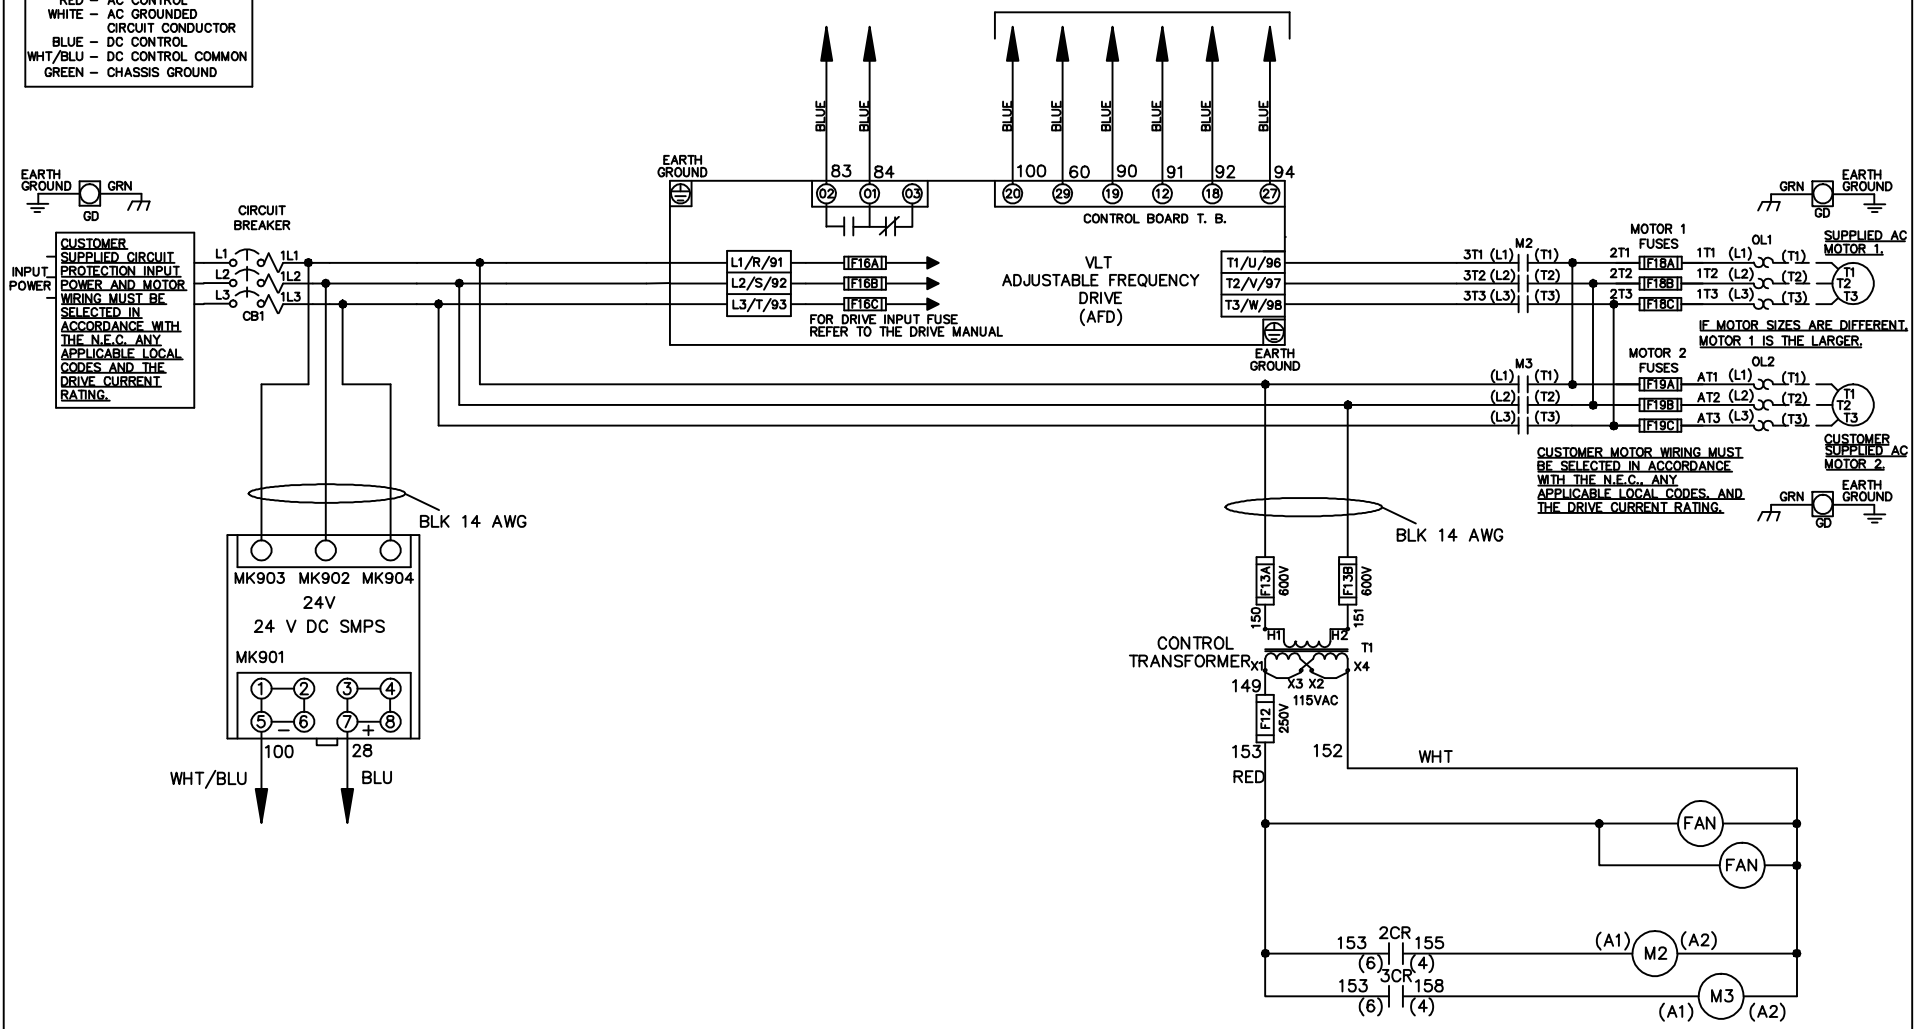 RED – AC CONTROL
WHITE – AC GROUNDED
CIRCUIT CONDUCTOR
BLUE – DC CONTROL
WHT/BLU – DC CONTROL COMMON
GREEN – CHASSIS GROUND
BLUE
BLUE
BLUE
BLUE
BLUE
BLUE
BLUE
BLUE
83
84
100
60
90
91
92
94
02
01
03
20
29
19
12
18
27
CONTROL BOARD T. B.
EARTH
GROUND
EARTH
GROUND
GRN
GD
CIRCUIT
BREAKER
INPUT
POWER
CUSTOMER
SUPPLIED CIRCUIT
PROTECTION INPUT
POWER AND MOTOR
WIRING MUST BE
SELECTED IN
ACCORDANCE WITH
THE N.E.C. ANY
APPLICABLE LOCAL
CODES AND THE
DRIVE CURRENT
RATING.
L1
1L1
L2
1L2
L3
1L3
CB1
L1/R/91
F16A
L2/S/92
F16B
L3/T/93
F16C
FOR DRIVE INPUT FUSE
REFER TO THE DRIVE MANUAL
VLT
ADJUSTABLE FREQUENCY
DRIVE
(AFD)
T1/U/96
T2/V/97
T3/W/98
EARTH
GROUND
M2
3T1 (L1)
(T1)
3T2 (L2)
(T2)
3T3 (L3)
(T3)
MOTOR 1
FUSES
2T1
F18A
1T1 (L1)
(T1)
2T2
F18B
1T2 (L2)
(T2)
2T3
F18C
1T3 (L3)
(T3)
OL1
GRN
GD
EARTH
GROUND
SUPPLIED AC
MOTOR 1.
T1
T2
T3
IF MOTOR SIZES ARE DIFFERENT,
MOTOR 1 IS THE LARGER.
M3
(L1)
(T1)
(L2)
(T2)
(L3)
(T3)
MOTOR 2
FUSES
F19A
AT1 (L1)
(T1)
F19B
AT2 (L2)
(T2)
F19C
AT3 (L3)
(T3)
OL2
T1
T2
T3
CUSTOMER
SUPPLIED AC
MOTOR 2.
CUSTOMER MOTOR WIRING MUST
BE SELECTED IN ACCORDANCE
WITH THE N.E.C., ANY
APPLICABLE LOCAL CODES, AND
THE DRIVE CURRENT RATING.
GRN
GD
EARTH
GROUND
BLK 14 AWG
BLK 14 AWG
MK903
MK902
MK904
24V
24 V DC SMPS
MK901
1
2
3
4
5
6
7
8
–
+
100
28
WHT/BLU
BLU
F13A
600V
F13B
600V
150
151
H1
H2
T1
CONTROL
TRANSFORMER
X1
X4
X3 X2
115VAC
149
F12
250V
153
152
RED
WHT
FAN
FAN
2CR
153
155
(6)
(4)
(A1)
M2
(A2)
3CR
153
158
(6)
(4)
(A1)
M3
(A2)